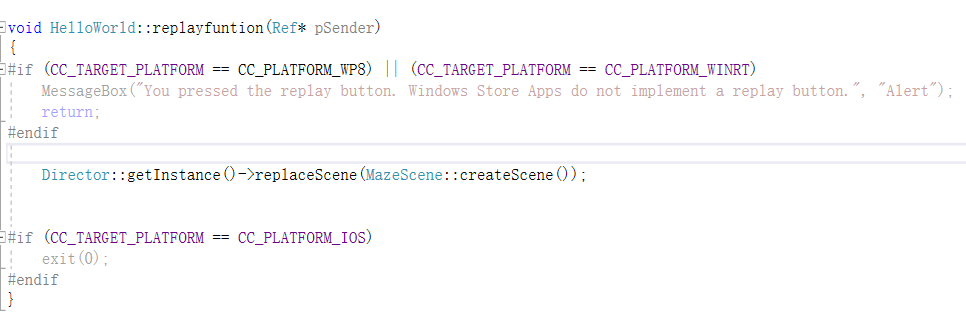 void HelloWorld::replayfuntion(Ref* pSender)
{
#if (CC_TARGET_PLATFORM == CC_PLATFORM_WP8) || (CC_TARGET_PLATFORM == CC_PLATFORM_WINRT)
MessageBox("You pressed the replay button. Windows Store Apps do not implement a replay button.", "Alert");
return;
#endif
Director::getInstance()->replaceScene(MazeScene::createScene());
#if (CC_TARGET_PLATFORM == CC_PLATFORM_IOS)
exit(0);
#endif
}